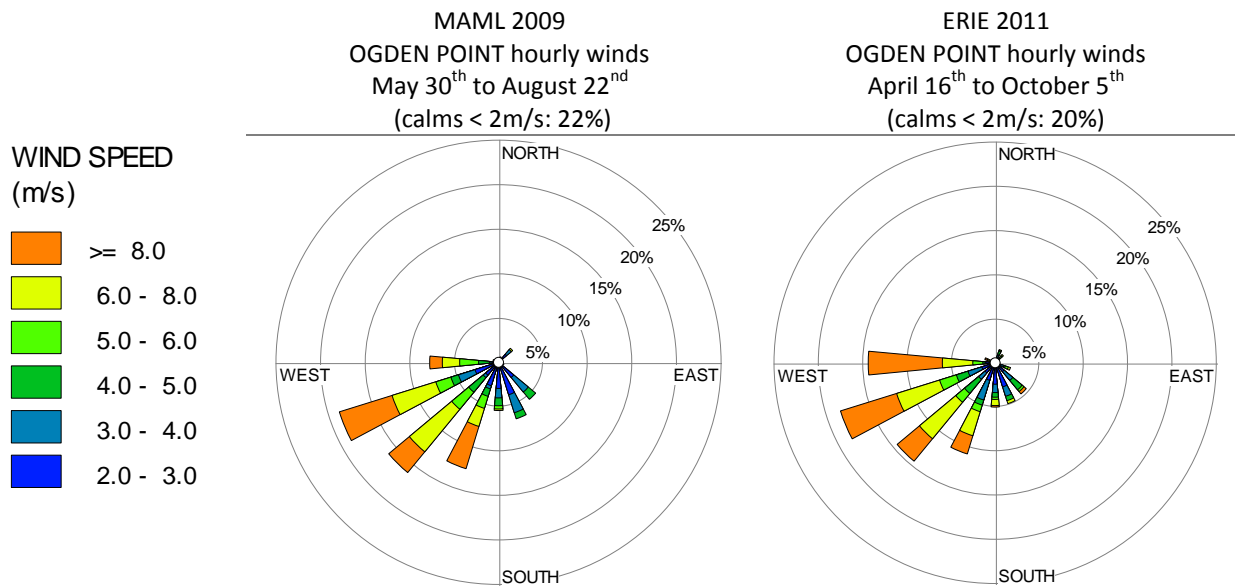 MAML 2009
OGDEN POINT hourly winds
May 30th to August 22nd
(calms < 2m/s: 22%)
ERIE 2011
OGDEN POINT hourly winds
April 16th to October 5th
(calms < 2m/s: 20%)
WIND SPEED
(m/s)
>= 8.0
6.0 - 8.0
5.0 - 6.0
4.0 - 5.0
3.0 - 4.0
2.0 - 3.0
NORTH
25%
20%
15%
10%
5%
WEST
EAST
SOUTH
NORTH
25%
20%
15%
10%
5%
WEST
EAST
SOUTH